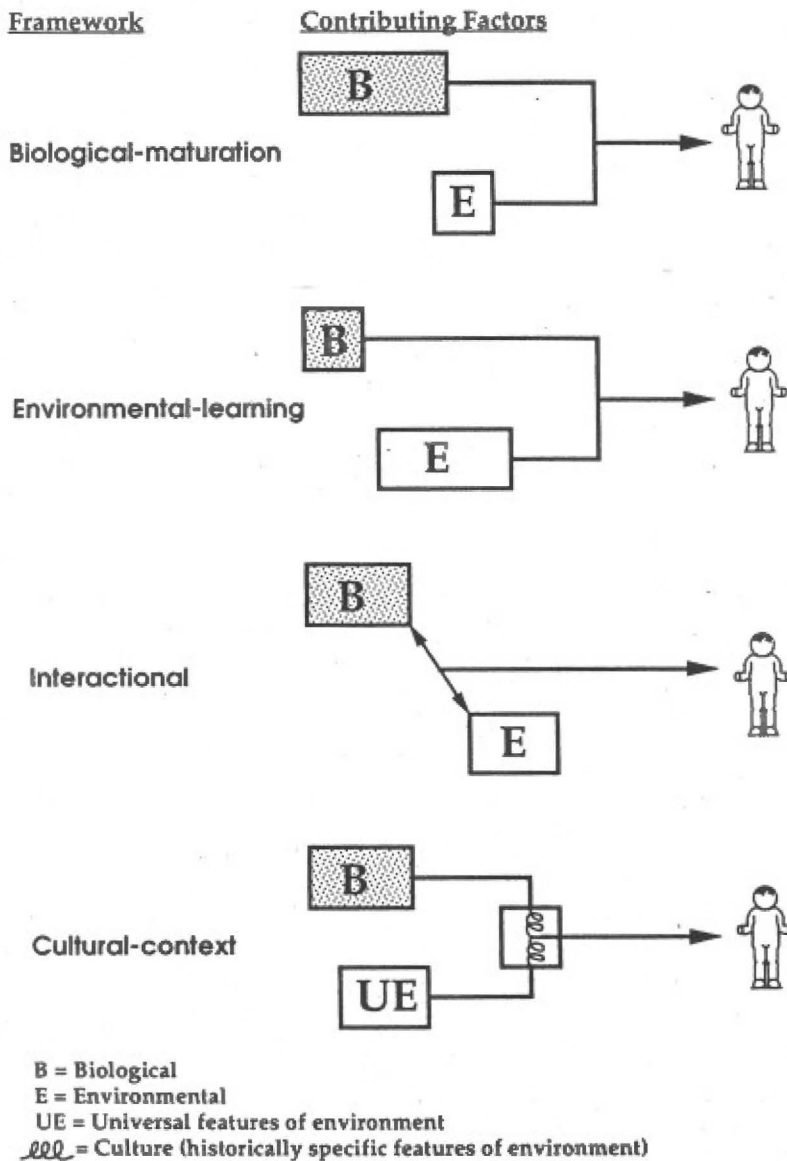 Framework Contributing Factors
B
Biological-maturation
E
B
Environmental-learning
E
B
Interactional
E
B
Cultural-context
UE
B = Biological
E = Environmental
UE = Universal features of environment
= Culture (historically specific features of environment)